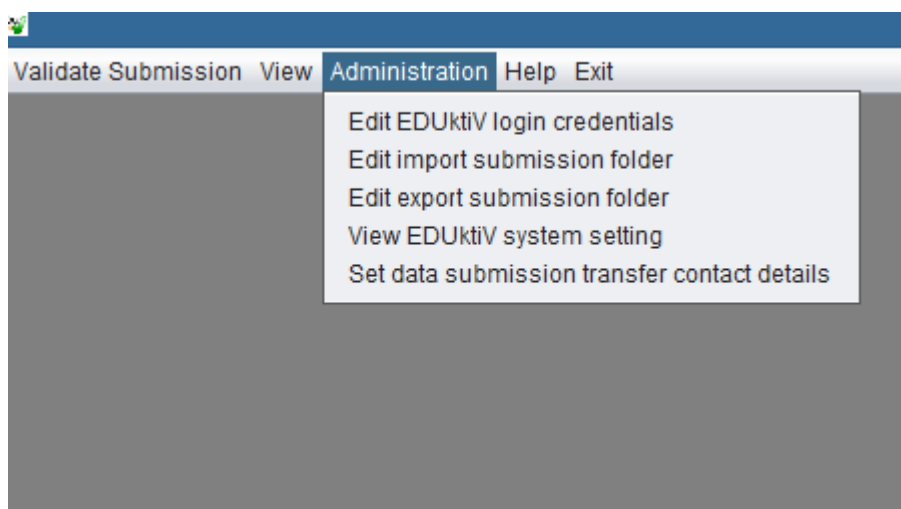 Validate Submission View Administration Help Exit
Edit EDUktiV login credentials
Edit import submission folder
Edit export submission folder
View EDUktiV system setting
Set data submission transfer contact details